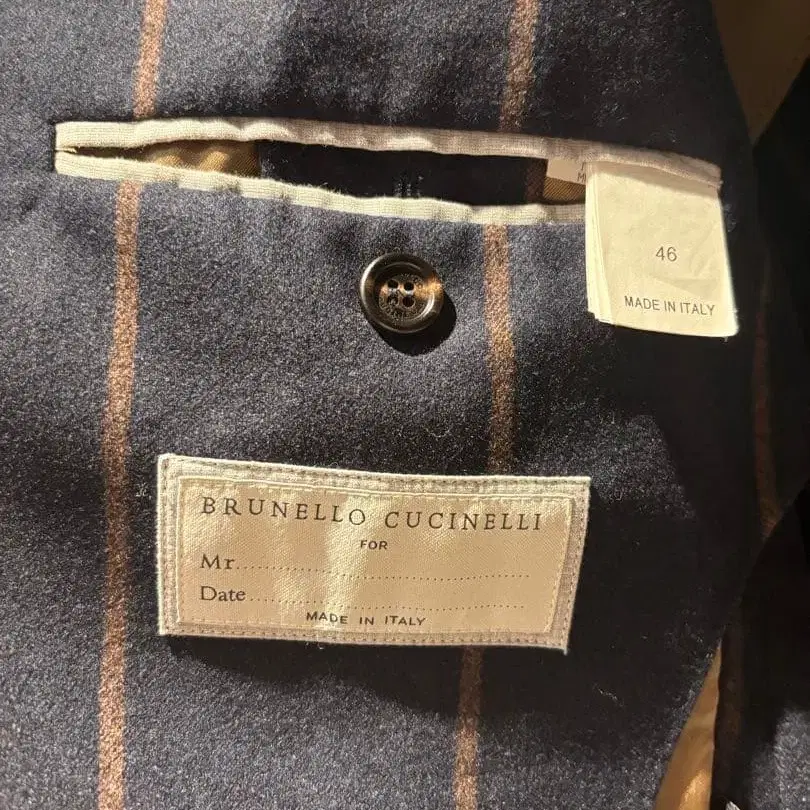 46
MADE IN ITALY
BRUNELLO CUCINELLI
FOR
Mr..............................................
Date..............................................
MADE IN ITALY